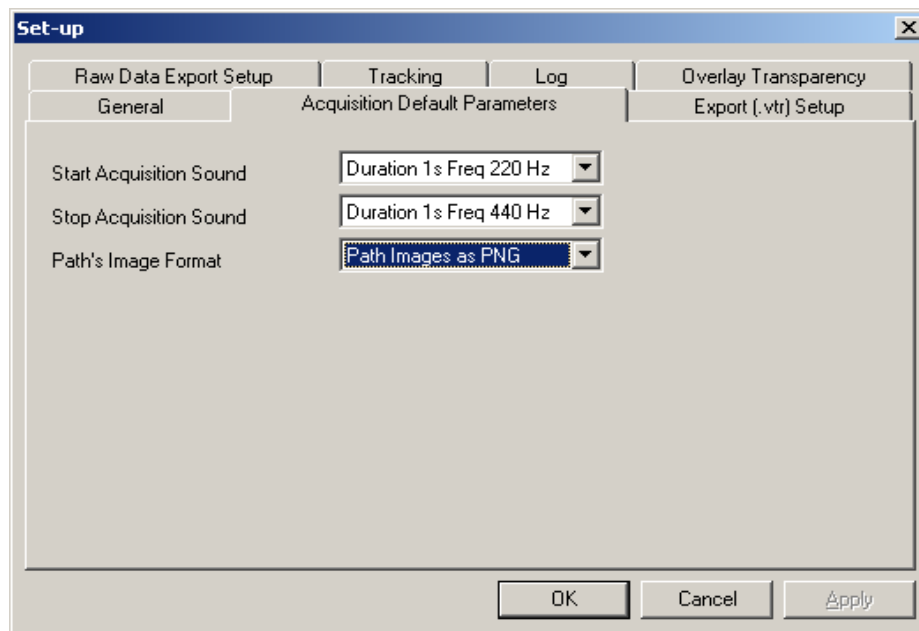 Set-up
Raw Data Export Setup Tracking Log Overlay Transparency
General Acquisition Default Parameters Export (.vtr) Setup
Start Acquisition Sound Duration 1s Freq 220 Hz
Stop Acquisition Sound Duration 1s Freq 440 Hz
Path's Image Format Path Images as PNG
OK Cancel Apply